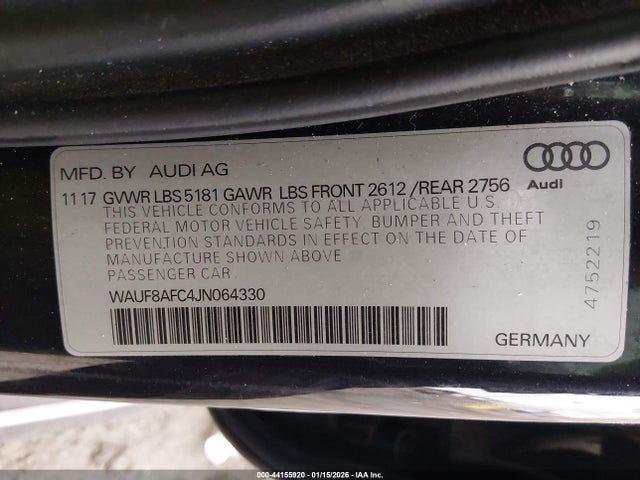 MFD. BY AUDI AG
Audi
11 17 GVWR LBS 5181 GAWR LBS FRONT 2612 /REAR 2756
THIS VEHICLE CONFORMS TO ALL APPLICABLE U.S.
FEDERAL MOTOR VEHICLE SAFETY, BUMPER AND THEFT
PREVENTION STANDARDS IN EFFECT ON THE DATE OF
MANUFACTURE SHOWN ABOVE
PASSENGER CAR.
WAUF8AFC4JN064330
4752219
GERMANY
000-44155920 - 01/15/2026 - IAA Inc.